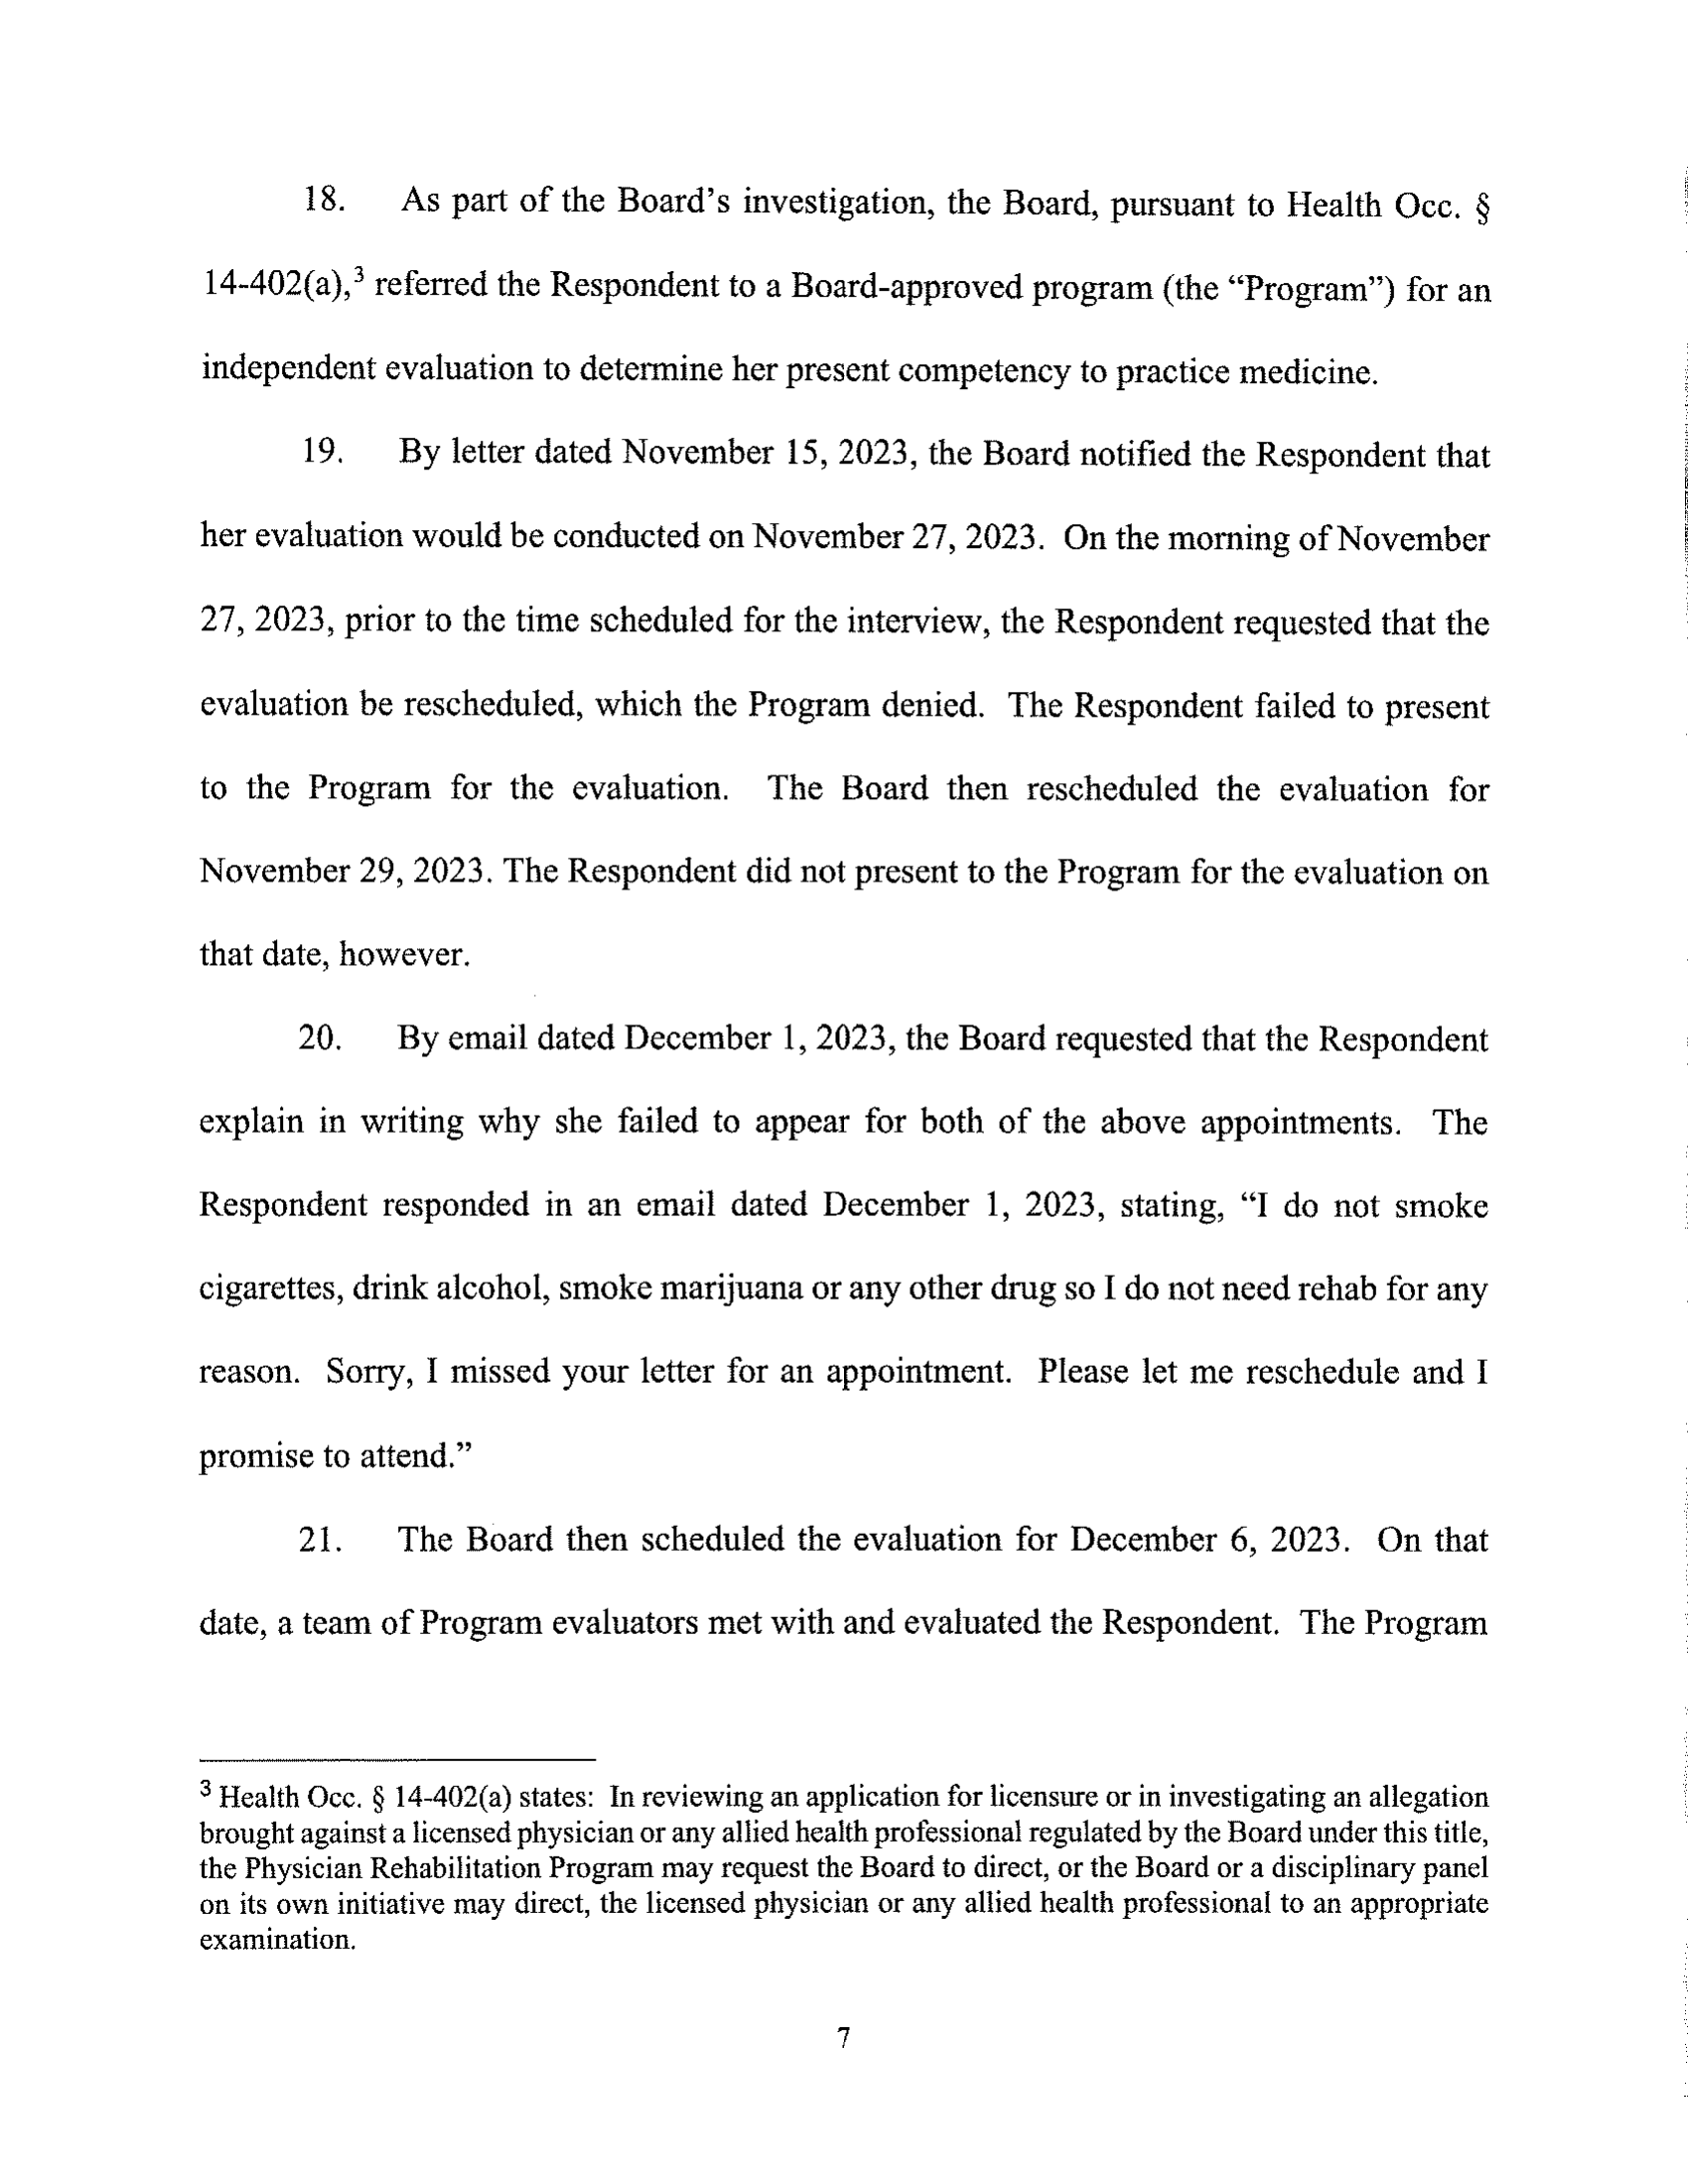 18. As part of the Board’s investigation, the Board, pursuant to Health Occ. §
14-402(a),3 referred the Respondent to a Board-approved program (the “Program”) for an
independent evaluation to determine her present competency to practice medicine.
19. By letter dated November 15, 2023, the Board notified the Respondent that
her evaluation would be conducted on November 27, 2023. On the morning of November
27, 2023, prior to the time scheduled for the interview, the Respondent requested that the
evaluation be rescheduled, which the Program denied. The Respondent failed to present
to the Program for the evaluation. The Board then rescheduled the evaluation for
November 29, 2023. The Respondent did not present to the Program for the evaluation on
that date, however.
20. By email dated December 1, 2023, the Board requested that the Respondent
explain in writing why she failed to appear for both of the above appointments. The
Respondent responded in an email dated December 1, 2023, stating, “I do not smoke
cigarettes, drink alcohol, smoke marijuana or any other drug so I do not need rehab for any
reason. Sorry, I missed your letter for an appointment. Please let me reschedule and I
promise to attend.”
21. The Board then scheduled the evaluation for December 6, 2023. On that
date, a team of Program evaluators met with and evaluated the Respondent. The Program
3 Health Occ. § 14-402(a) states: In reviewing an application for licensure or in investigating an allegation
brought against a licensed physician or any allied health professional regulated by the Board under this title,
the Physician Rehabilitation Program may request the Board to direct, or the Board or a disciplinary panel
on its own initiative may direct, the licensed physician or any allied health professional to an appropriate
examination.
7